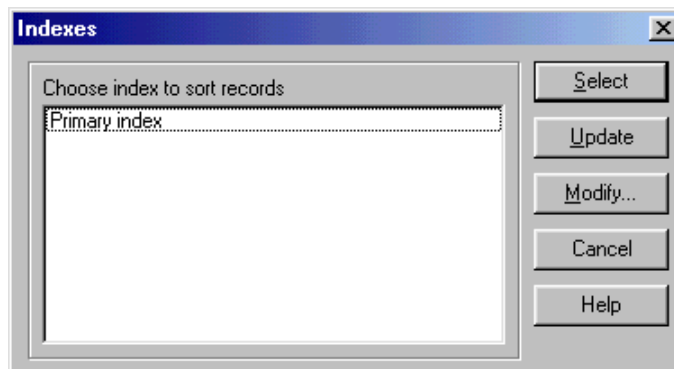 Indexes
Choose index to sort records
Primary index
Select
Update
Modify...
Cancel
Help